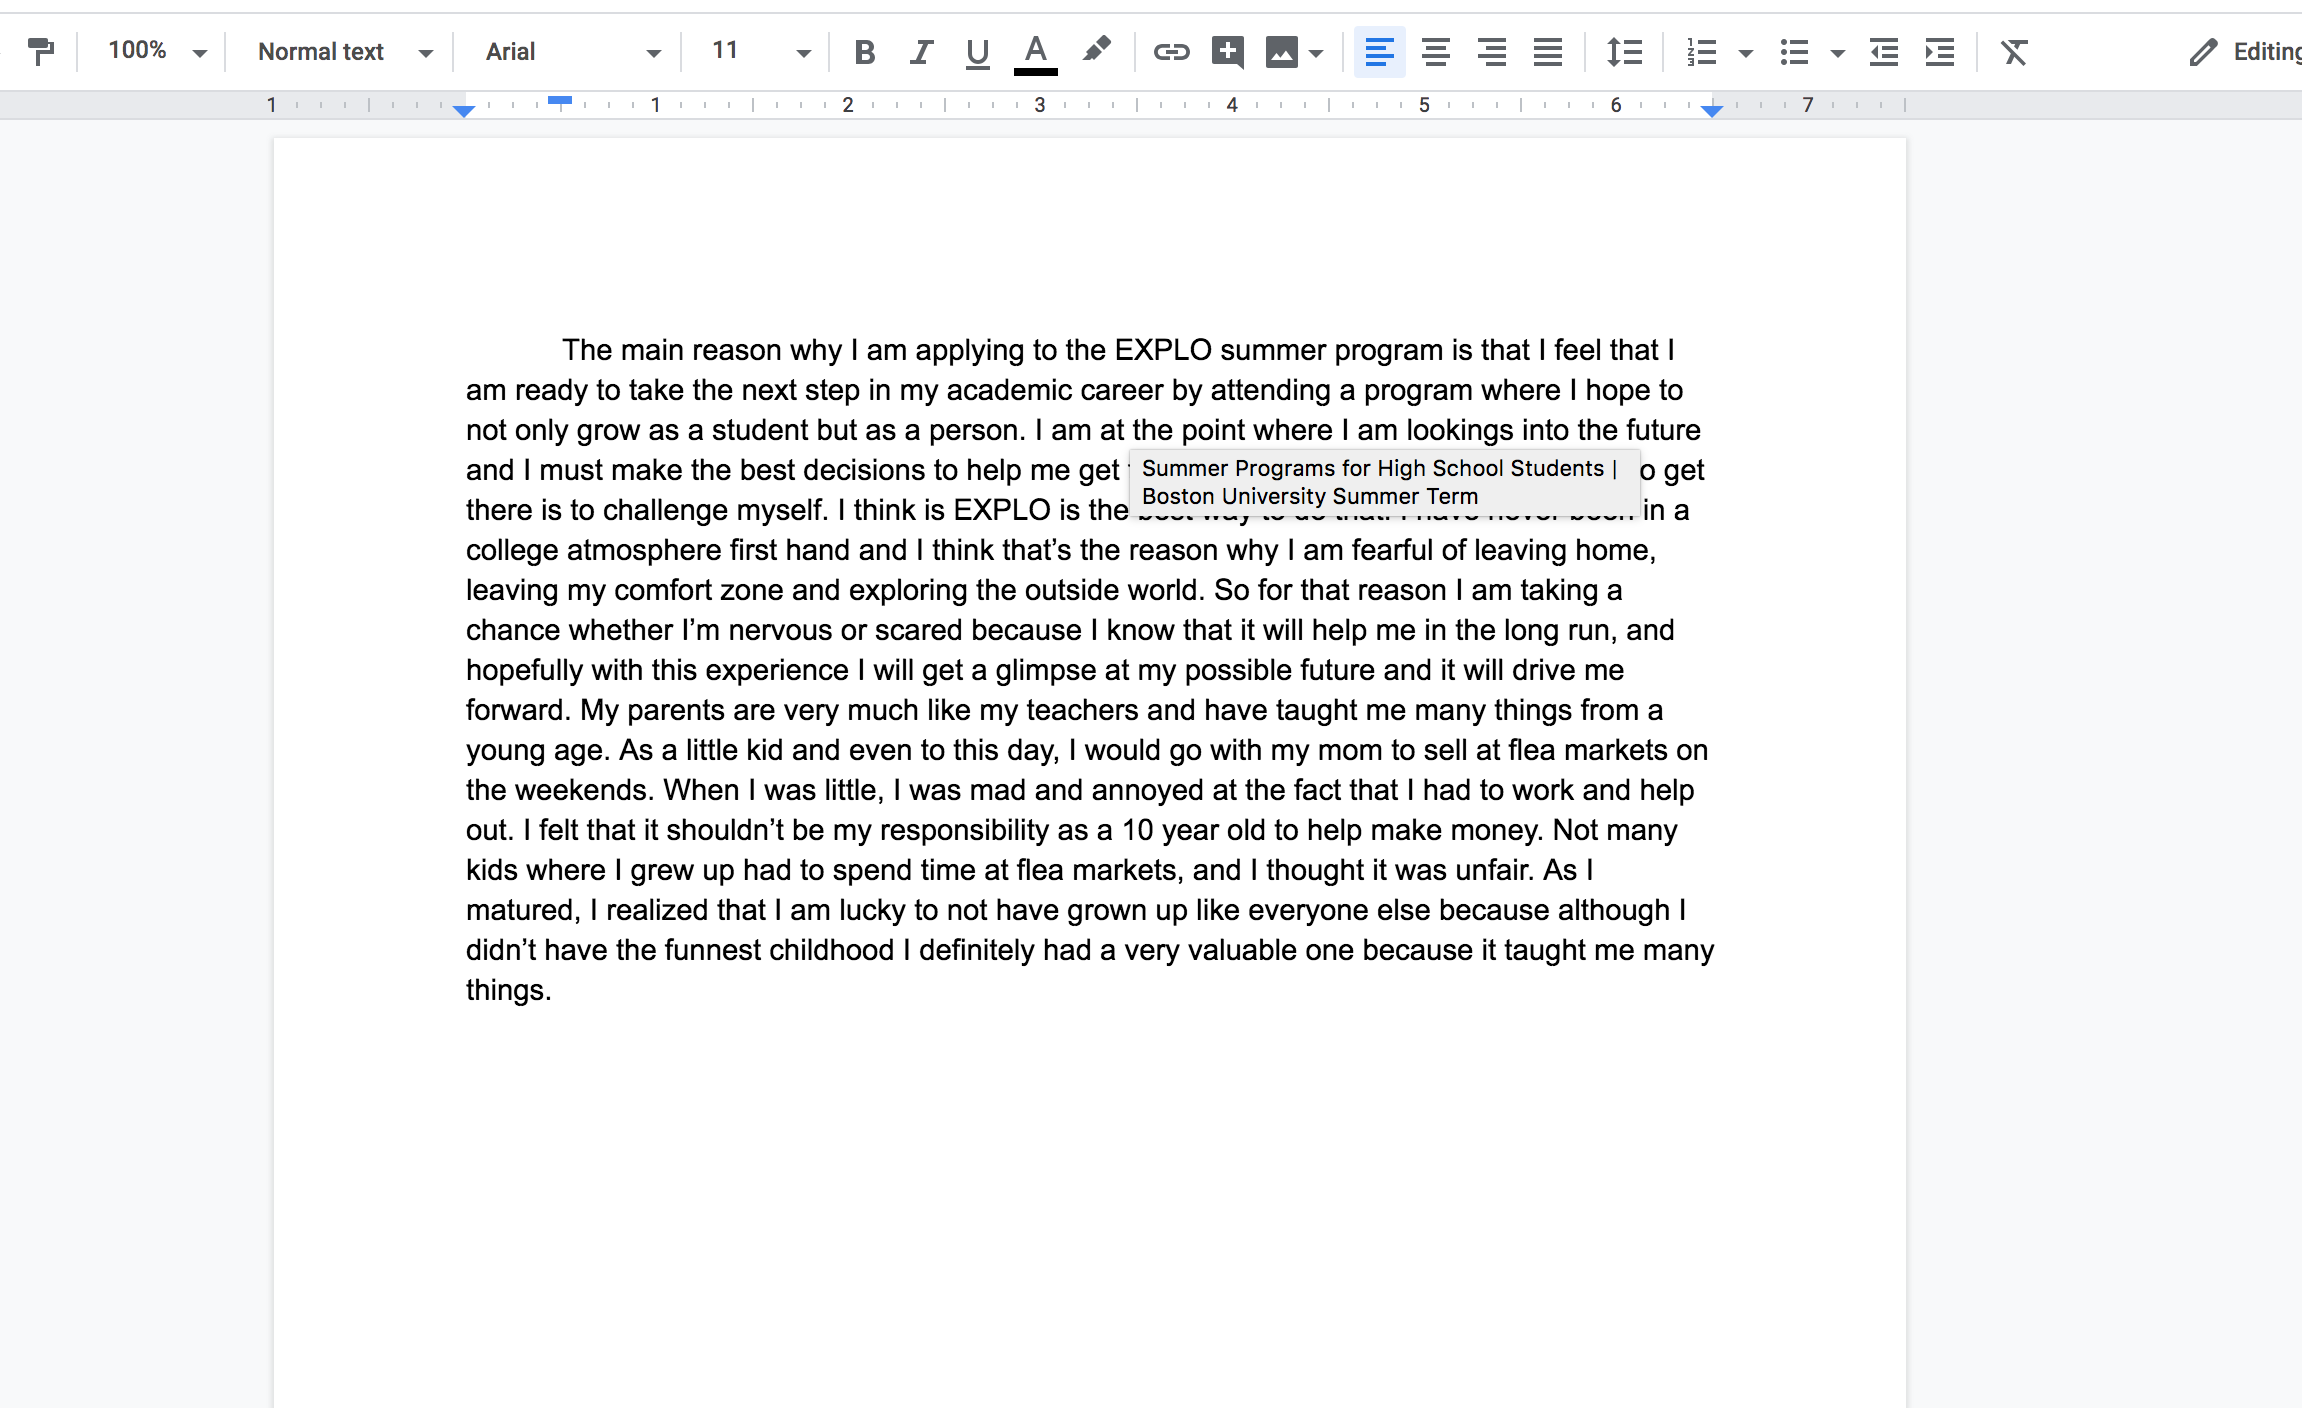 100% Normal text Arial 11 B I U A Editing
1 1 2 3 4 5 6 7
The main reason why I am applying to the EXPLO summer program is that I feel that I
am ready to take the next step in my academic career by attending a program where I hope to
not only grow as a student but as a person. I am at the point where I am lookings into the future
and I must make the best decisions to help me get
Summer Programs for High School Students |
o get
Boston University Summer Term
there is to challenge myself. I think is EXPLO is the best way to do that. I have never been in a
college atmosphere first hand and I think that’s the reason why I am fearful of leaving home,
leaving my comfort zone and exploring the outside world. So for that reason I am taking a
chance whether I’m nervous or scared because I know that it will help me in the long run, and
hopefully with this experience I will get a glimpse at my possible future and it will drive me
forward. My parents are very much like my teachers and have taught me many things from a
young age. As a little kid and even to this day, I would go with my mom to sell at flea markets on
the weekends. When I was little, I was mad and annoyed at the fact that I had to work and help
out. I felt that it shouldn’t be my responsibility as a 10 year old to help make money. Not many
kids where I grew up had to spend time at flea markets, and I thought it was unfair. As I
matured, I realized that I am lucky to not have grown up like everyone else because although I
didn’t have the funnest childhood I definitely had a very valuable one because it taught me many
things.